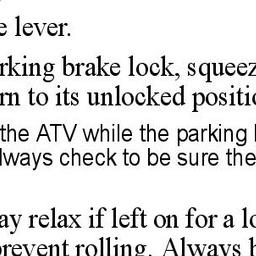 e lever.
rking brake lock, squeez
rn to its unlocked positi
the ATV while the parking
lways check to be sure the
ay relax if left on for a lo
prevent rolling. Always b